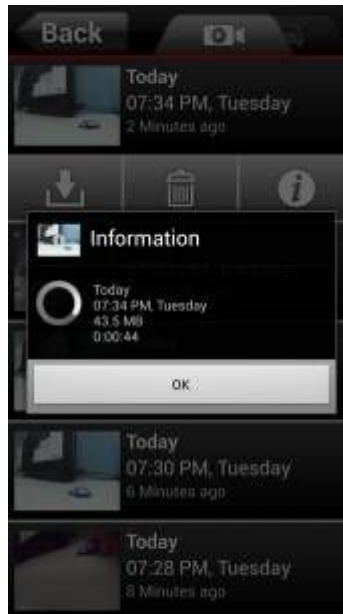 Back
Today
07:34 PM, Tuesday
2 Minutes ago
Information
Today
07:34 PM, Tuesday
43.5 MB
0:00:44
OK
Today
07:30 PM, Tuesday
6 Minutes ago
Today
07:28 PM, Tuesday
8 Minutes ago